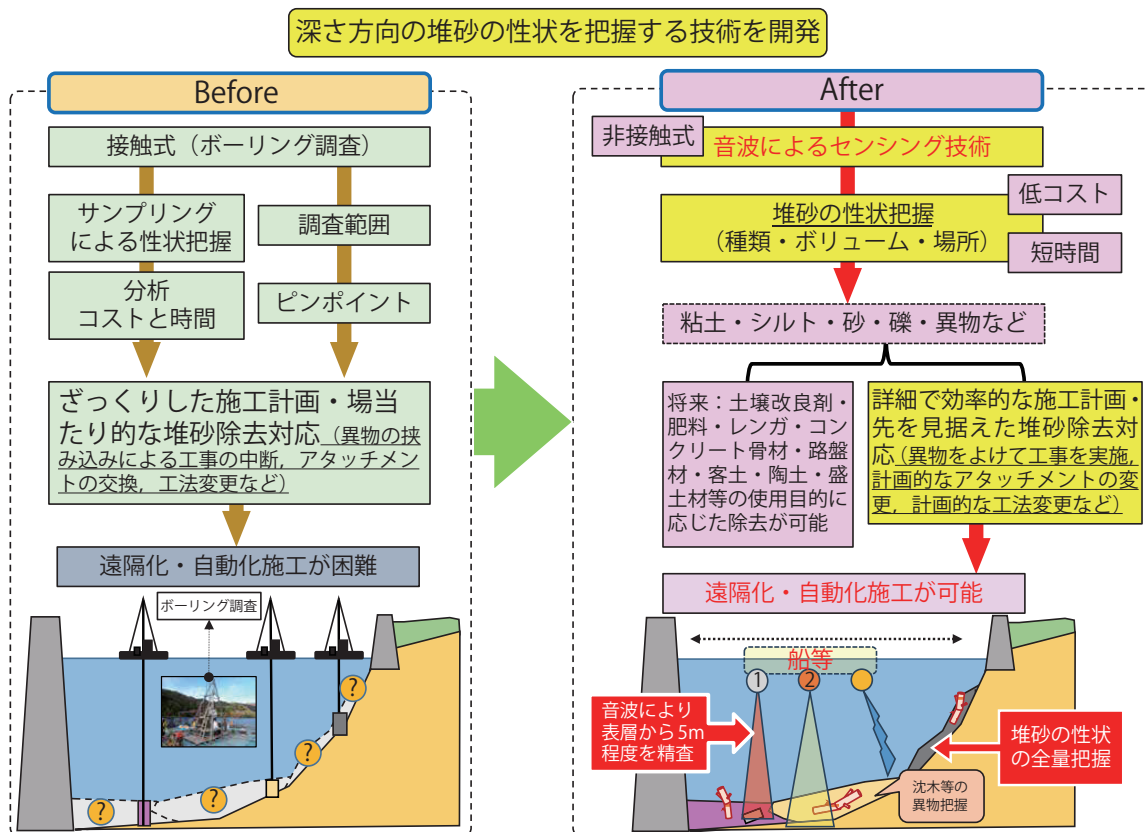 深さ方向の堆砂の性状を把握する技術を開発
Before
接触式（ボーリング調査）
サンプリング
による性状把握
分析
コストと時間
調査範囲
ピンポイント
ざっくりした施工計画・場当
たり的な堆砂除去対応（異物の挟
み込みによる工事の中断，アタッチメン
トの交換，工法変更など）
遠隔化・自動化施工が困難
ボーリング調査
?
?
?
?
After
非接触式
音波によるセンシング技術
堆砂の性状把握
（種類・ボリューム・場所）
低コスト
短時間
粘土・シルト・砂・礫・異物など
将来：土壌改良剤・
肥料・レンガ・コン
クリート骨材・路盤
材・客土・陶土・盛
土材等の使用目的に
応じた除去が可能
詳細で効率的な施工計画・
先を見据えた堆砂除去対
応（異物をよけて工事を実施，
計画的なアタッチメントの変
更，計画的な工法変更など）
遠隔化・自動化施工が可能
船等
1
2
音波により
表層から5m
程度を精査
堆砂の性状
の全量把握
沈木等の
異物把握